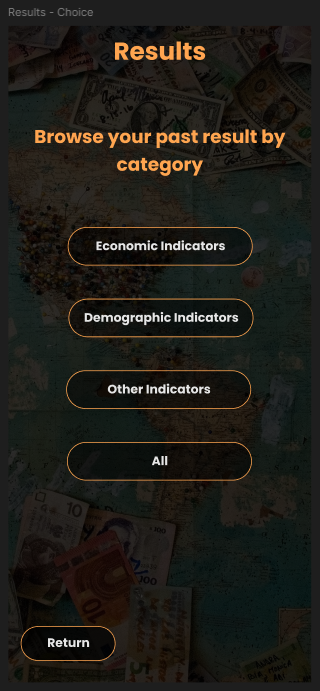 Results - Choice
Results
Browse your past result by
category
Economic Indicators
Demographic Indicators
Other Indicators
All
Return